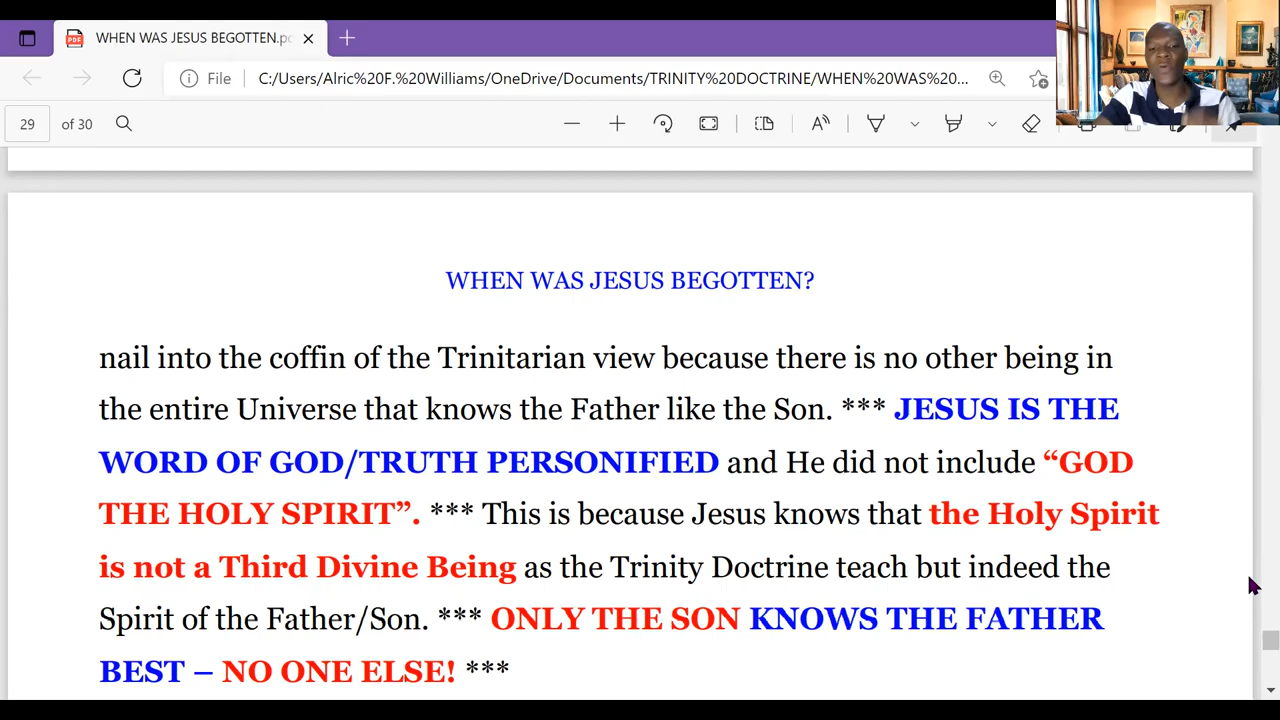 WHEN WAS JESUS BEGOTTEN.pd
File C:/Users/Alric%20F.%20Williams/OneDrive/Documents/TRINITY%20DOCTRINE/WHEN%20WAS%20...
29 of 30
WHEN WAS JESUS BEGOTTEN?
nail into the coffin of the Trinitarian view because there is no other being in
the entire Universe that knows the Father like the Son. *** JESUS IS THE
WORD OF GOD/TRUTH PERSONIFIED and He did not include “GOD
THE HOLY SPIRIT”. *** This is because Jesus knows that the Holy Spirit
is not a Third Divine Being as the Trinity Doctrine teach but indeed the
Spirit of the Father/Son. *** ONLY THE SON KNOWS THE FATHER
BEST – NO ONE ELSE! ***